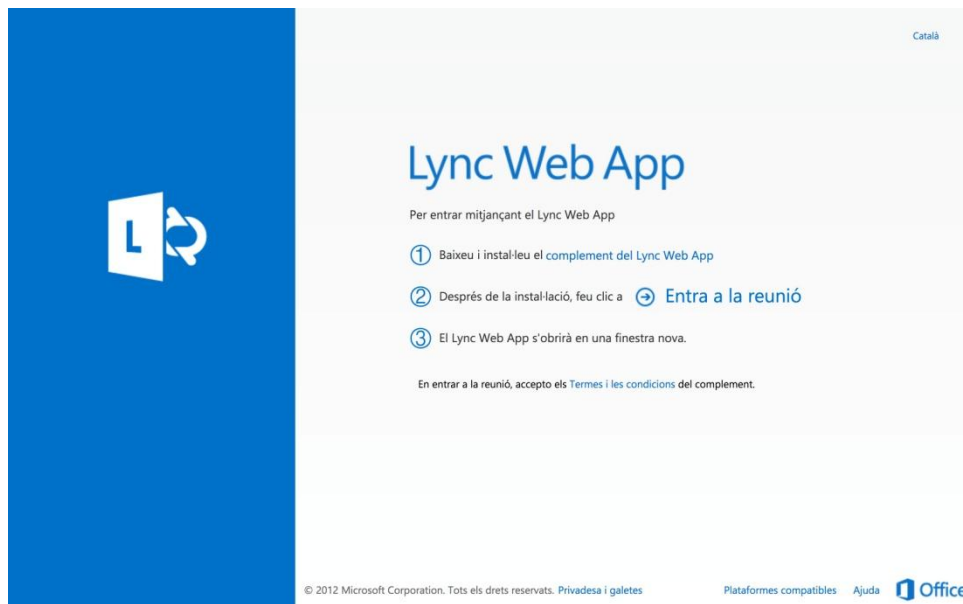 Català
L
Lync Web App
Per entrar mitjançant el Lync Web App
1 Baixeu i instal·leu el complement del Lync Web App
2 Després de la instal·lació, feu clic a Entra a la reunió
3 El Lync Web App s'obrirà en una finestra nova.
En entrar a la reunió, accepto els Termes i les condicions del complement.
© 2012 Microsoft Corporation. Tots els drets reservats. Privadesa i galetes Plataformes compatibles Ajuda Office